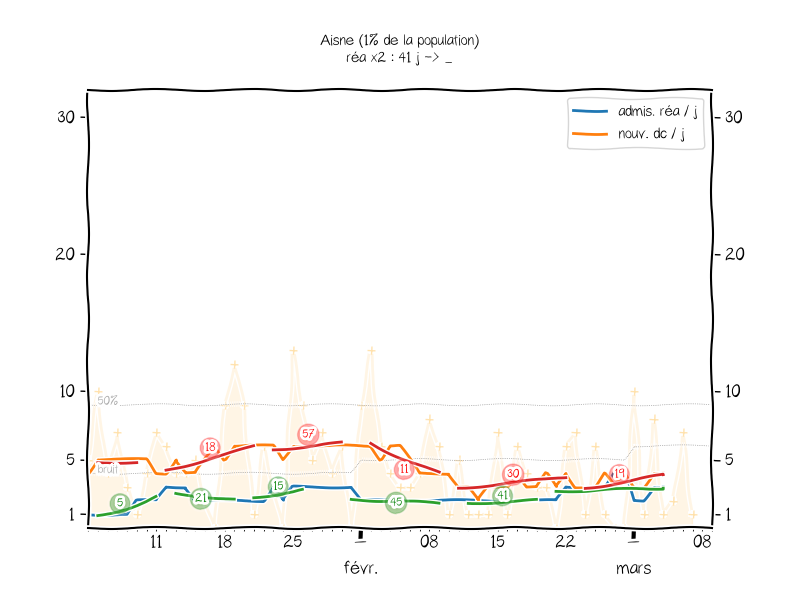 Aisne (1% de la population)
réa x2 : 41 j -> _
admis. réa / j
nouv. dc / j
30 30
20 20
10 10
50%
57
18
5 5
bruit
11
30
19
15
5
21
45
41
1 1
11 18 25 1 08 15 22 1 08
févr. mars